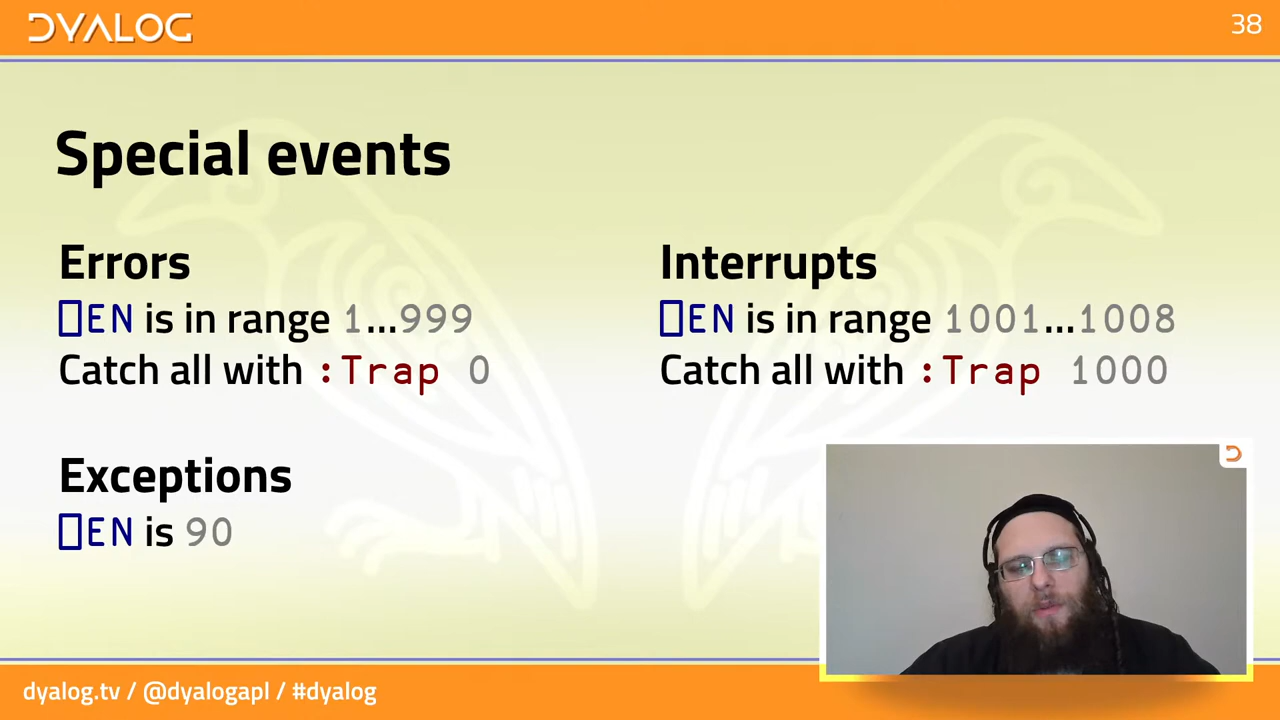 DYALOG
38
Special events
Errors
⎕EN is in range 1…999
Catch all with :Trap 0
Interrupts
⎕EN is in range 1001…1008
Catch all with :Trap 1000
Exceptions
⎕EN is 90
dyalog.tv / @dyalogapl / #dyalog